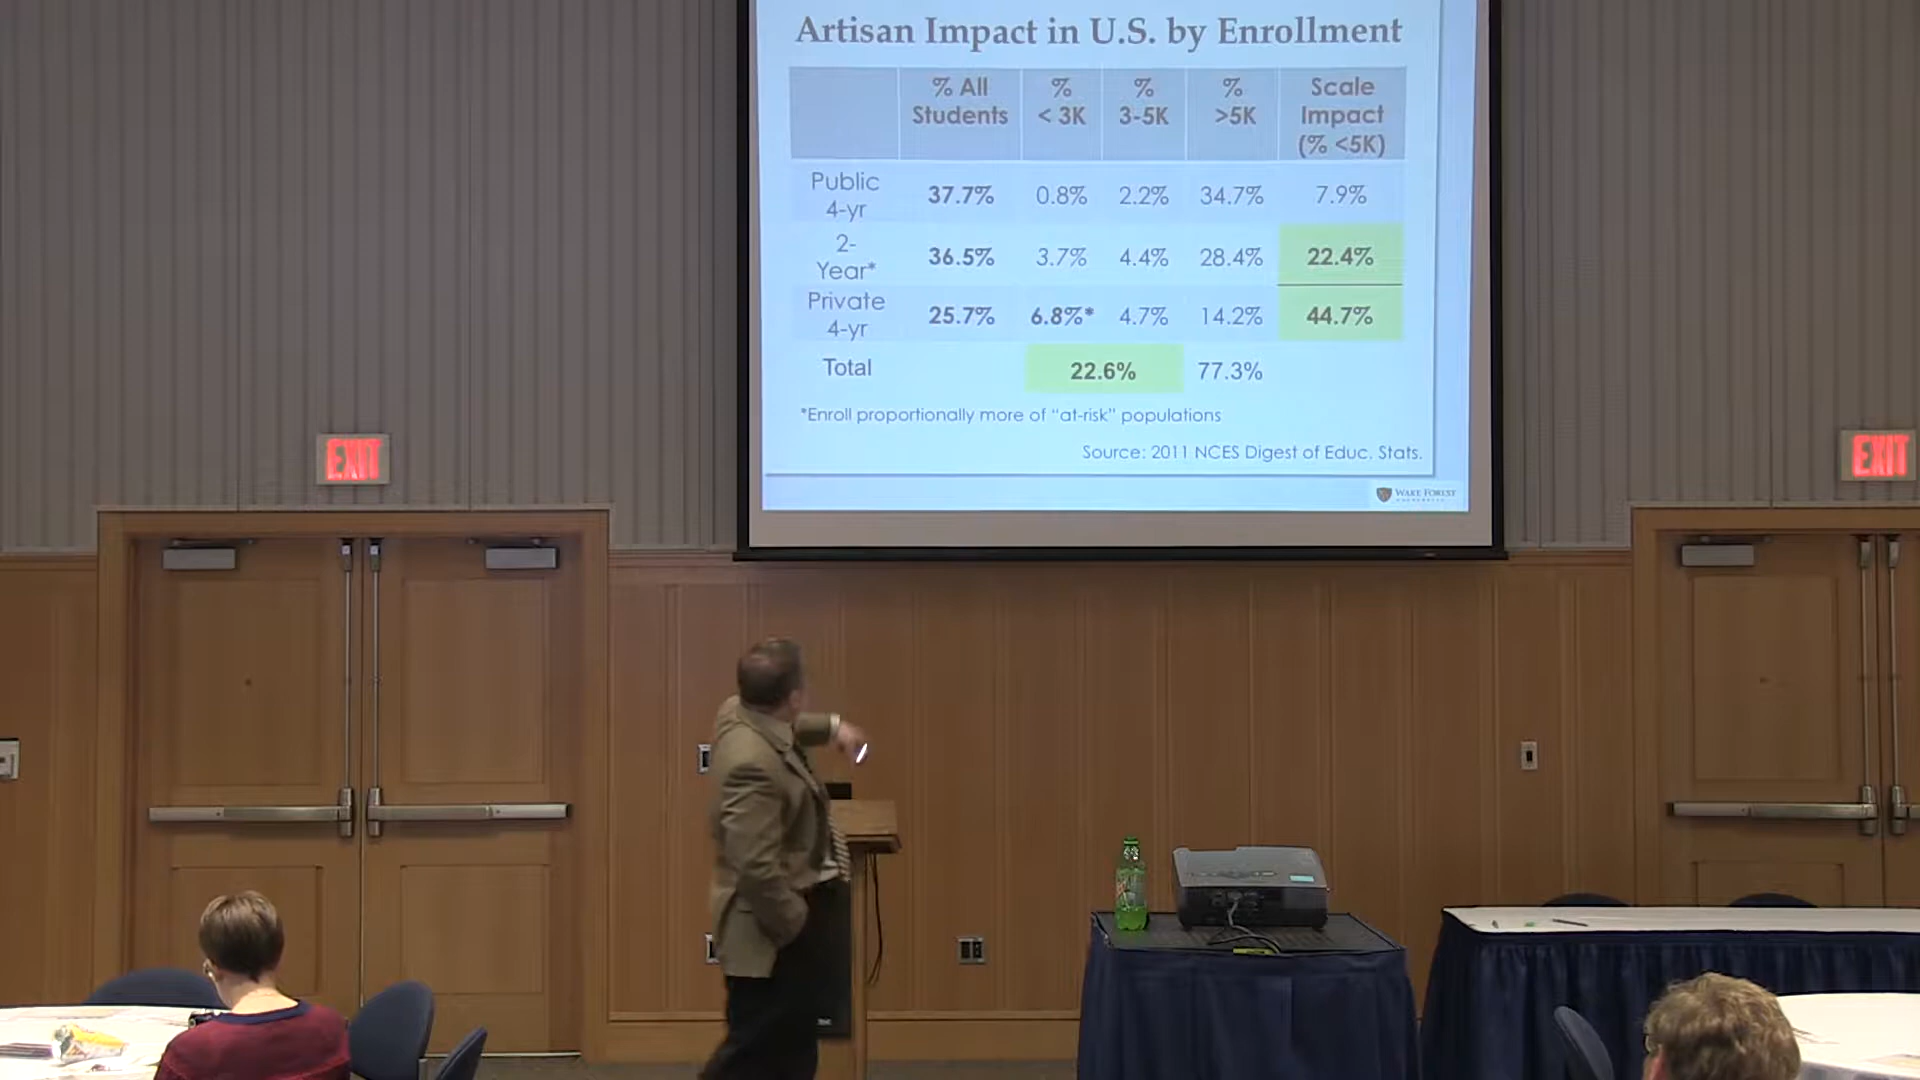 Artisan Impact in U.S. by Enrollment
% All Students % < 3K % 3-5K % >5K Scale Impact (% <5K)
Public 4-yr 37.7% 0.8% 2.2% 34.7% 7.9%
2-Year* 36.5% 3.7% 4.4% 28.4% 22.4%
Private 4-yr 25.7% 6.8%* 4.7% 14.2% 44.7%
Total 22.6% 77.3%
*Enroll proportionally more of "at-risk" populations
Source: 2011 NCES Digest of Educ. Stats.
WAKE FOREST
EXIT
EXIT